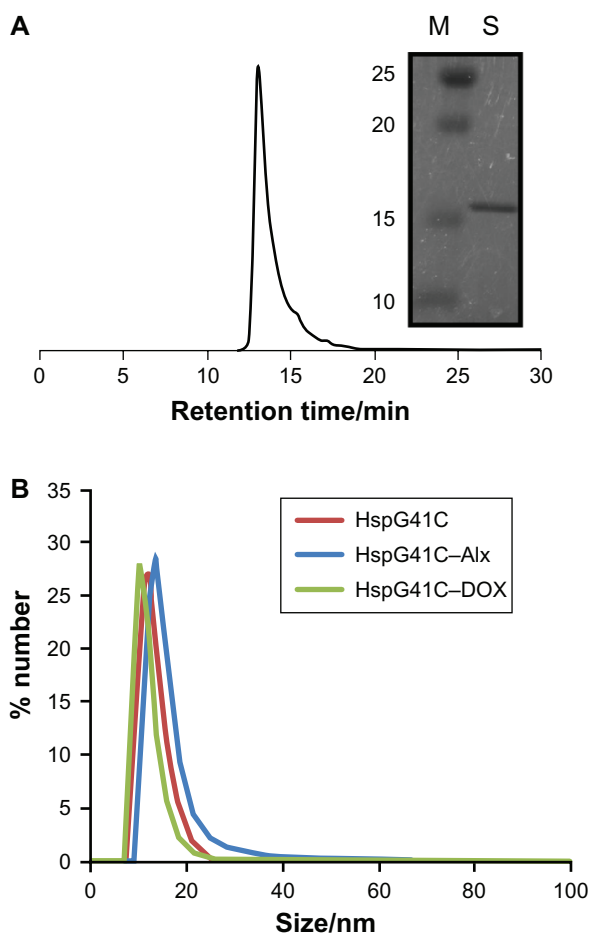 A
M S
25
20
15
10
0 5 10 15 20 25 30
Retention time/min
B
35
30
25
20
15
10
5
0
% number
HspG41C
HspG41C–Alx
HspG41C–DOX
0 20 40 60 80 100
Size/nm